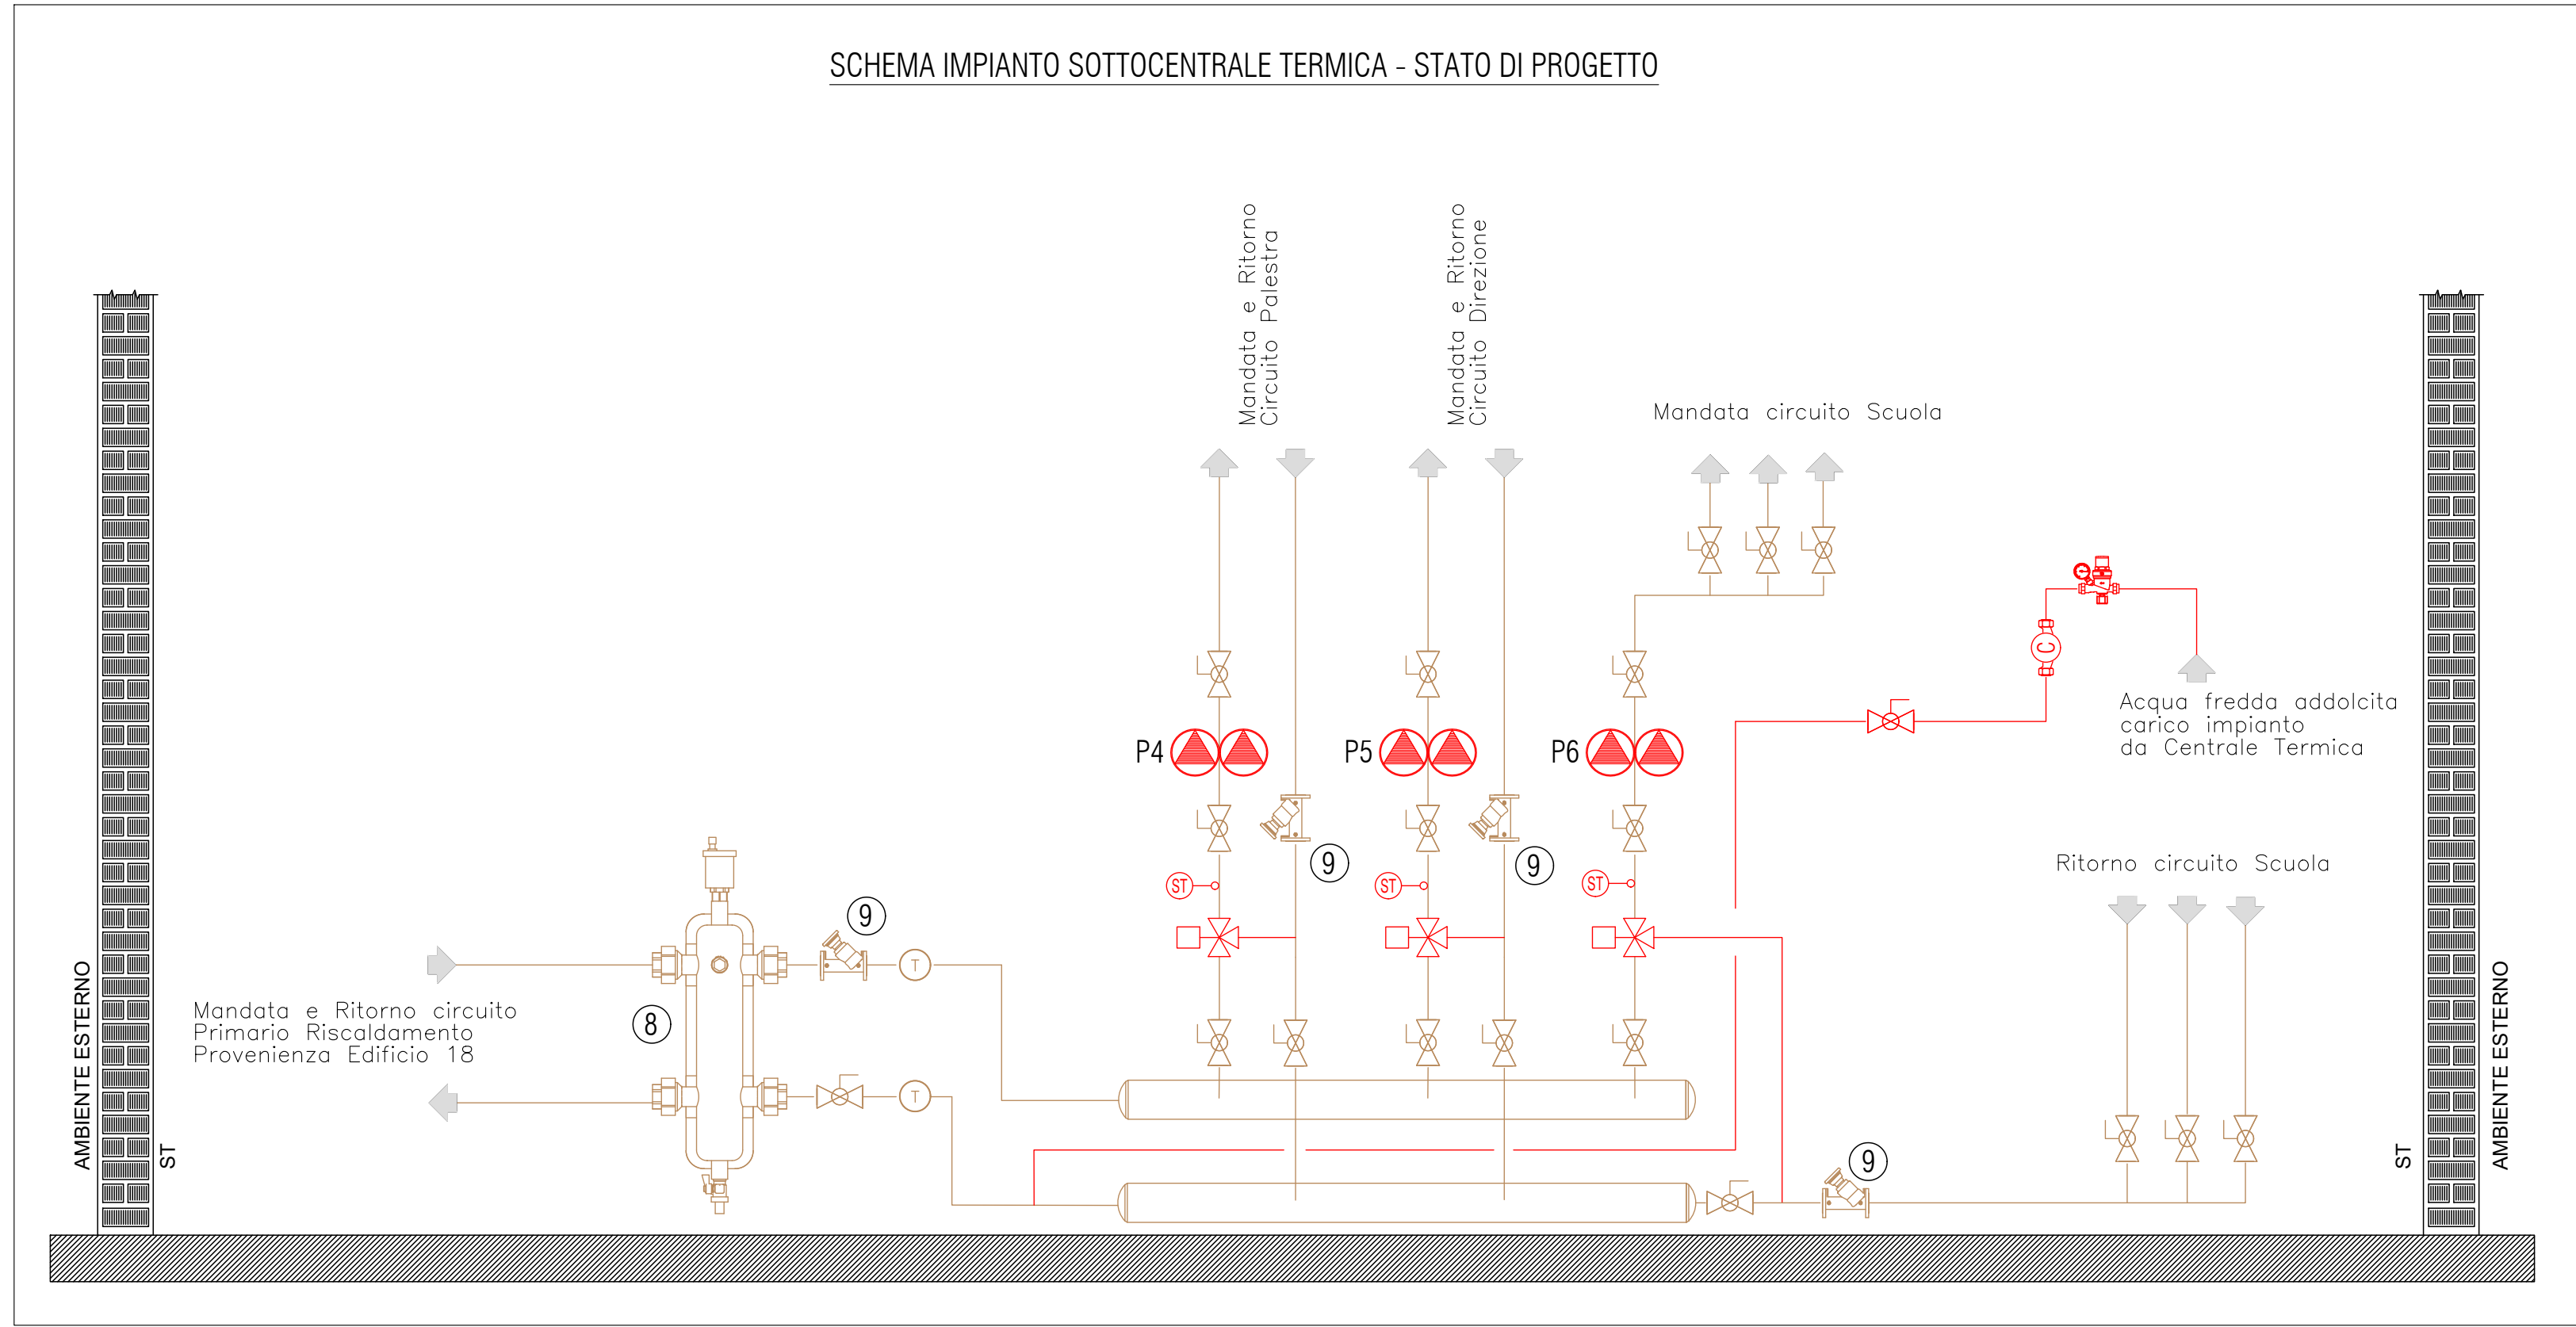 SCHEMA IMPIANTO SOTTOCENTRALE TERMICA - STATO DI PROGETTO
Mandata e Ritorno
Circuito Palestra
Mandata e Ritorno
Circuito Direzione
Mandata circuito Scuola
Acqua fredda addolcita
carico impianto
da Centrale Termica
C
P4
P5
P6
9
9
Ritorno circuito Scuola
ST
ST
ST
9
T
Mandata e Ritorno circuito
Primario Riscaldamento
Provenienza Edificio 18
8
T
9
AMBIENTE ESTERNO
ST
ST
AMBIENTE ESTERNO